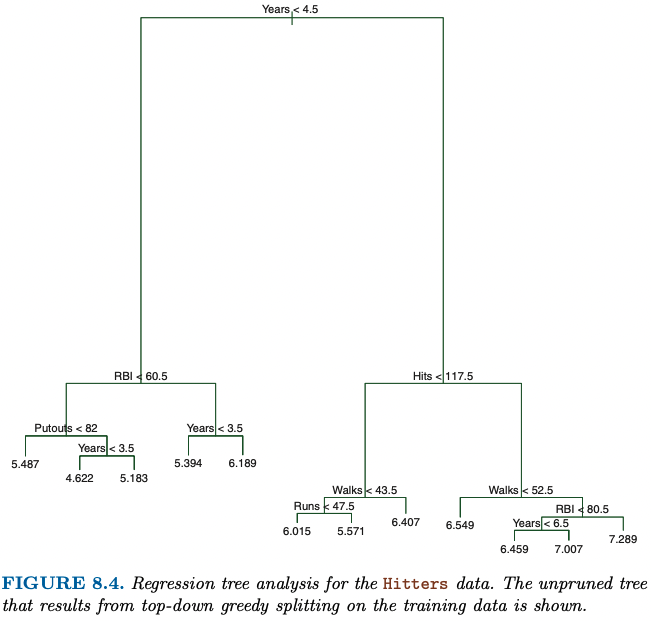 Years < 4.5
RBI < 60.5
Hits < 117.5
Putouts < 82
Years < 3.5
Years < 3.5
5.487
4.622
5.183
5.394
6.189
Walks < 43.5
Walks < 52.5
Runs < 47.5
RBI < 80.5
Years < 6.5
6.015
5.571
6.407
6.549
6.459
7.007
7.289
FIGURE 8.4. Regression tree analysis for the Hitters data. The unpruned tree
that results from top-down greedy splitting on the training data is shown.